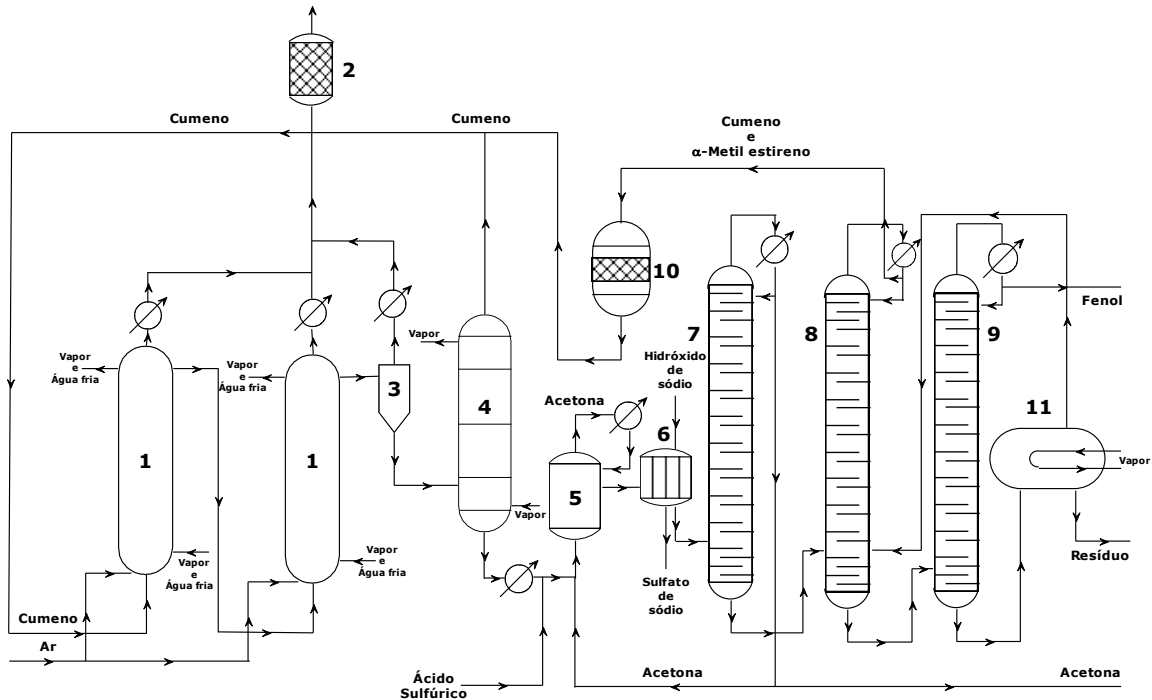 2
Cumeno
Cumeno
Cumeno
e
α-Metil estireno
10
Vapor
e
Água fria
Vapor
e
Água fria
3
Vapor
4
Hidróxido
de
sódio
7
8
9
Fenol
Acetona
6
11
1
1
5
Vapor
Vapor
Vapor
e
Água fria
Vapor
e
Água fria
Sulfato
de
sódio
Resíduo
Cumeno
Ar
Ácido
Sulfúrico
Acetona
Acetona